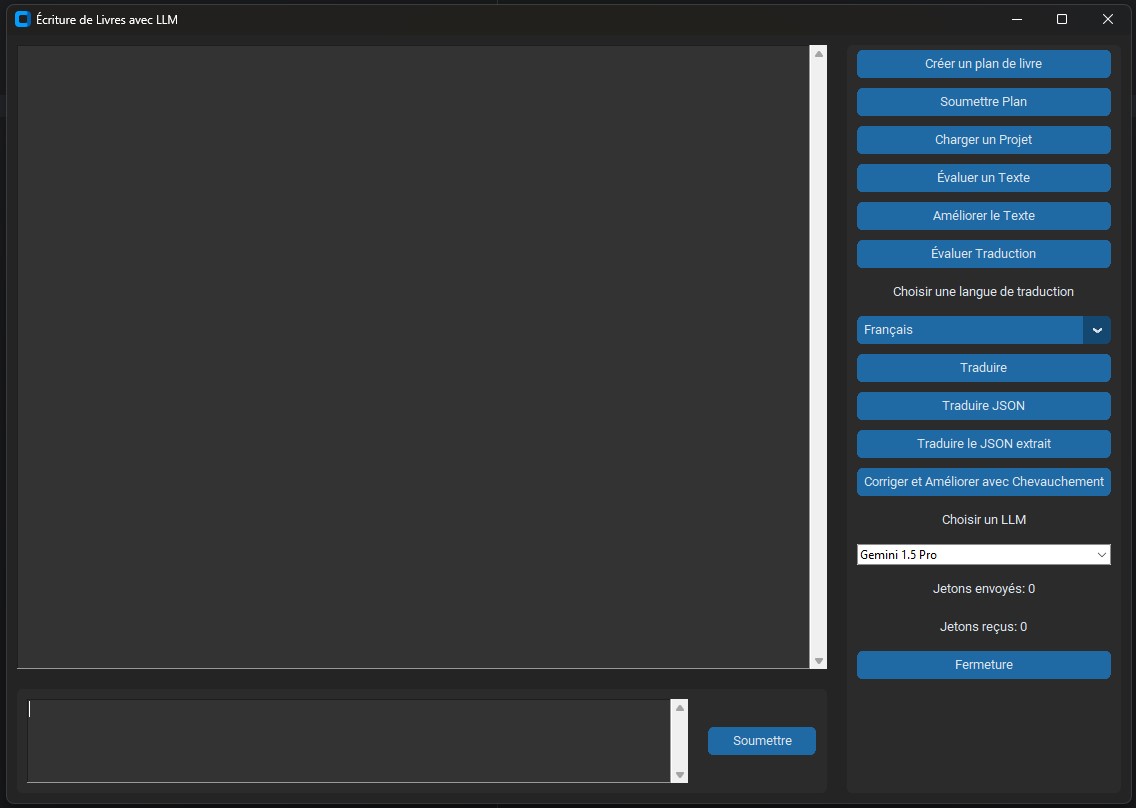 Écriture de Livres avec LLM
Créer un plan de livre
Soumettre Plan
Charger un Projet
Évaluer un Texte
Améliorer le Texte
Évaluer Traduction
Choisir une langue de traduction
Français
Traduire
Traduire JSON
Traduire le JSON extrait
Corriger et Améliorer avec Chevauchement
Choisir un LLM
Gemini 1.5 Pro
Jetons envoyés: 0
Jetons reçus: 0
Fermeture
Soumettre